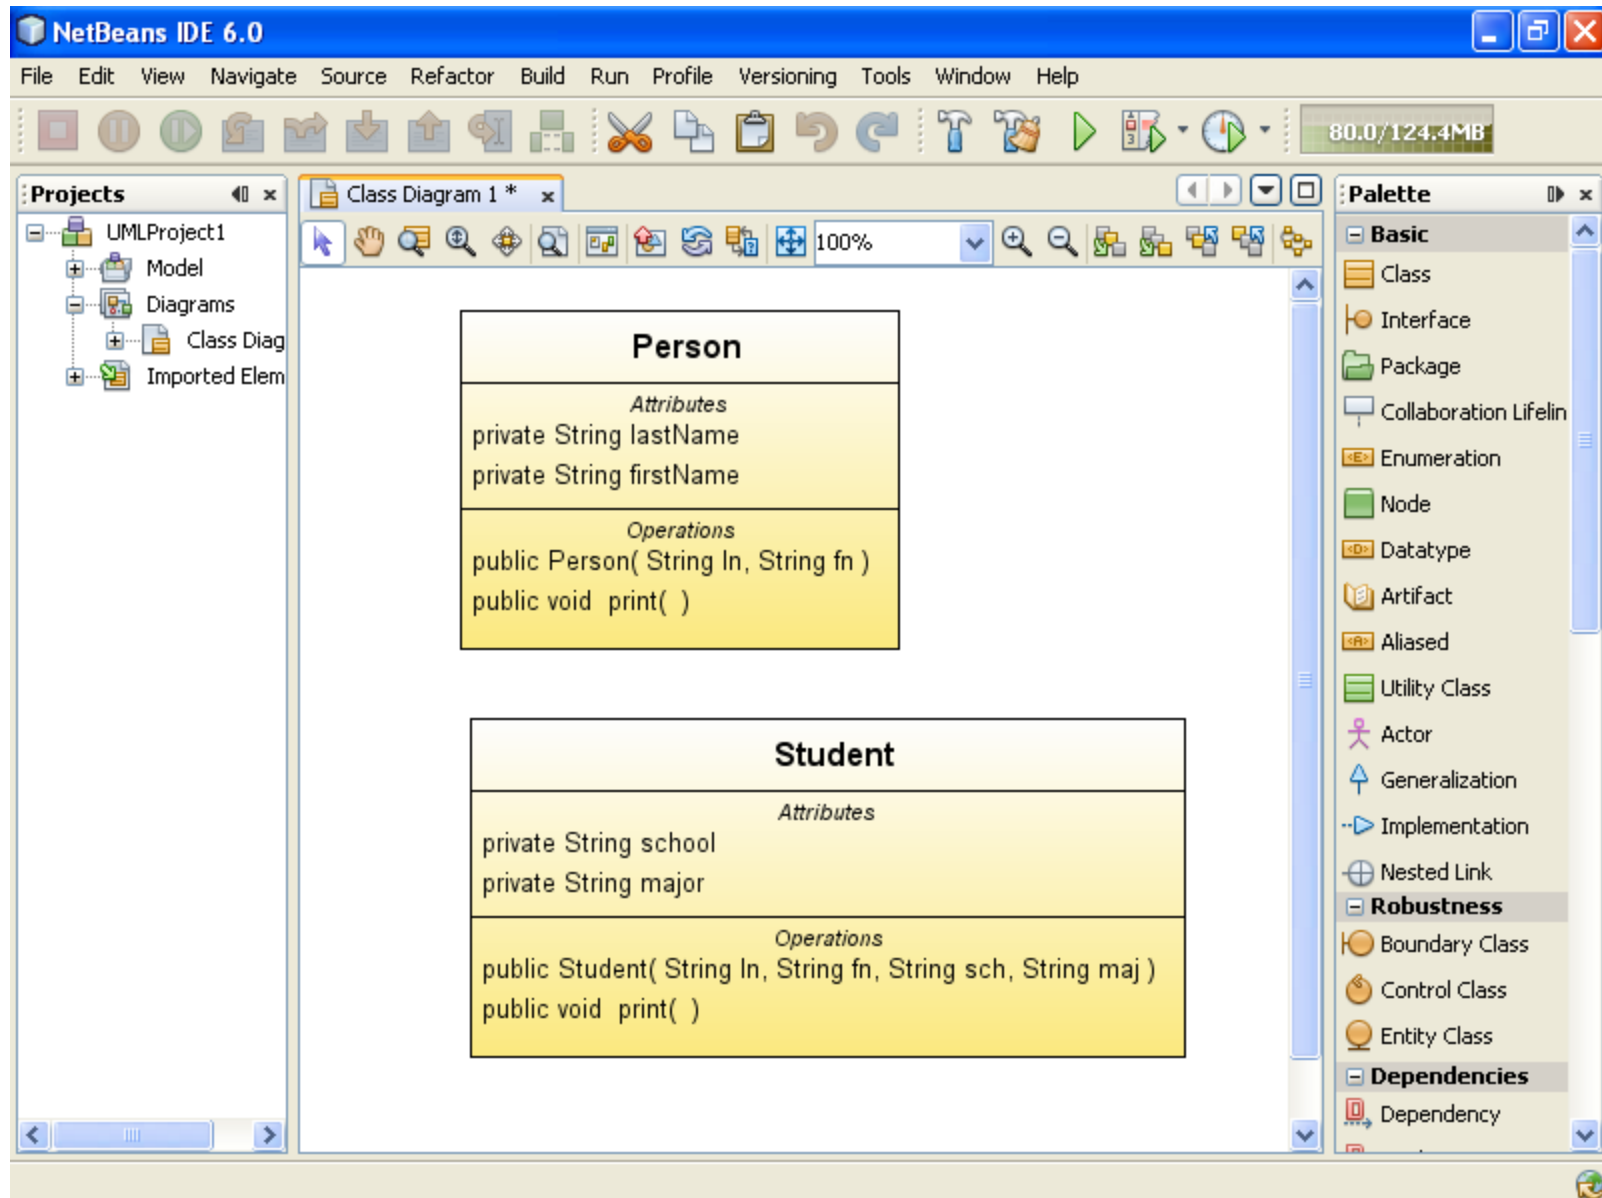 NetBeans IDE 6.0
File Edit View Navigate Source Refactor Build Run Profile Versioning Tools Window Help
80.0/124.4MB
Projects
UMLProject1
Model
Diagrams
Class Diag
Imported Elem
Class Diagram 1 *
100%
Person
Attributes
private String lastName
private String firstName
Operations
public Person( String ln, String fn )
public void print( )
Student
Attributes
private String school
private String major
Operations
public Student( String ln, String fn, String sch, String maj )
public void print( )
Palette
Basic
Class
Interface
Package
Collaboration Lifelin
Enumeration
Node
Datatype
Artifact
Aliased
Utility Class
Actor
Generalization
Implementation
Nested Link
Robustness
Boundary Class
Control Class
Entity Class
Dependencies
Dependency